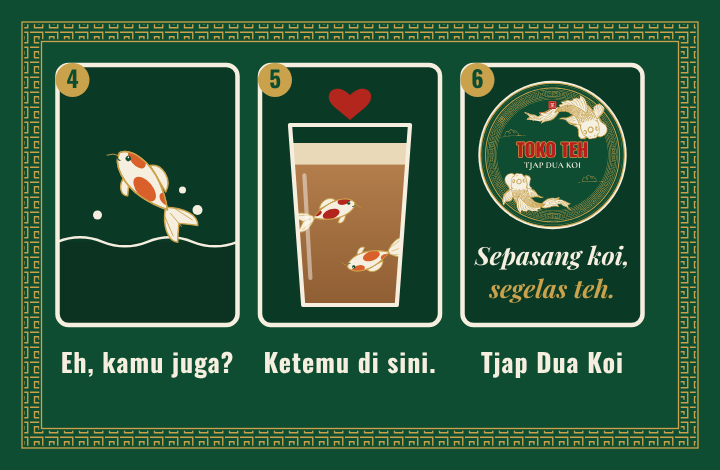 4
5
6
TOKO TEH
TJAP DUA KOI
Sepasang koi,
segelas teh.
Eh, kamu juga?
Ketemu di sini.
Tjap Dua Koi